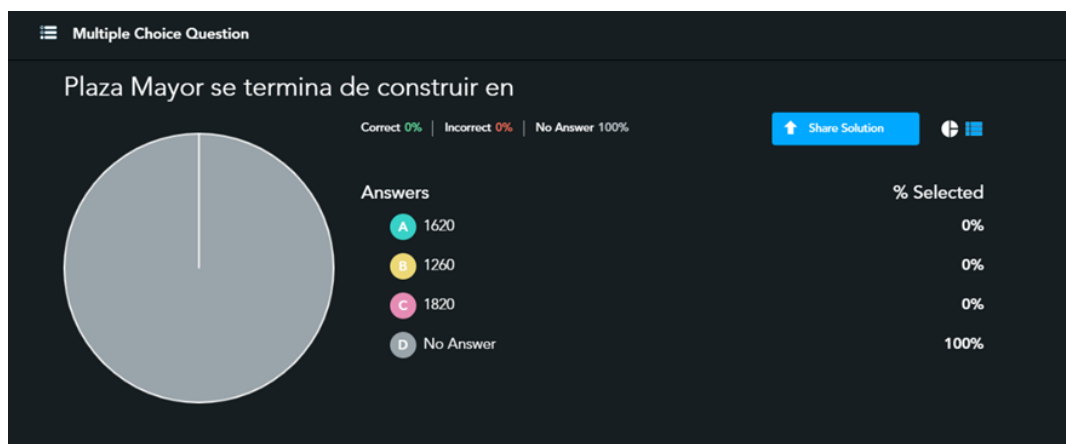 Multiple Choice Question
Plaza Mayor se termina de construir en
Correct 0% | Incorrect 0% | No Answer 100%
Share Solution
Answers % Selected
A 1620 0%
B 1260 0%
C 1820 0%
D No Answer 100%